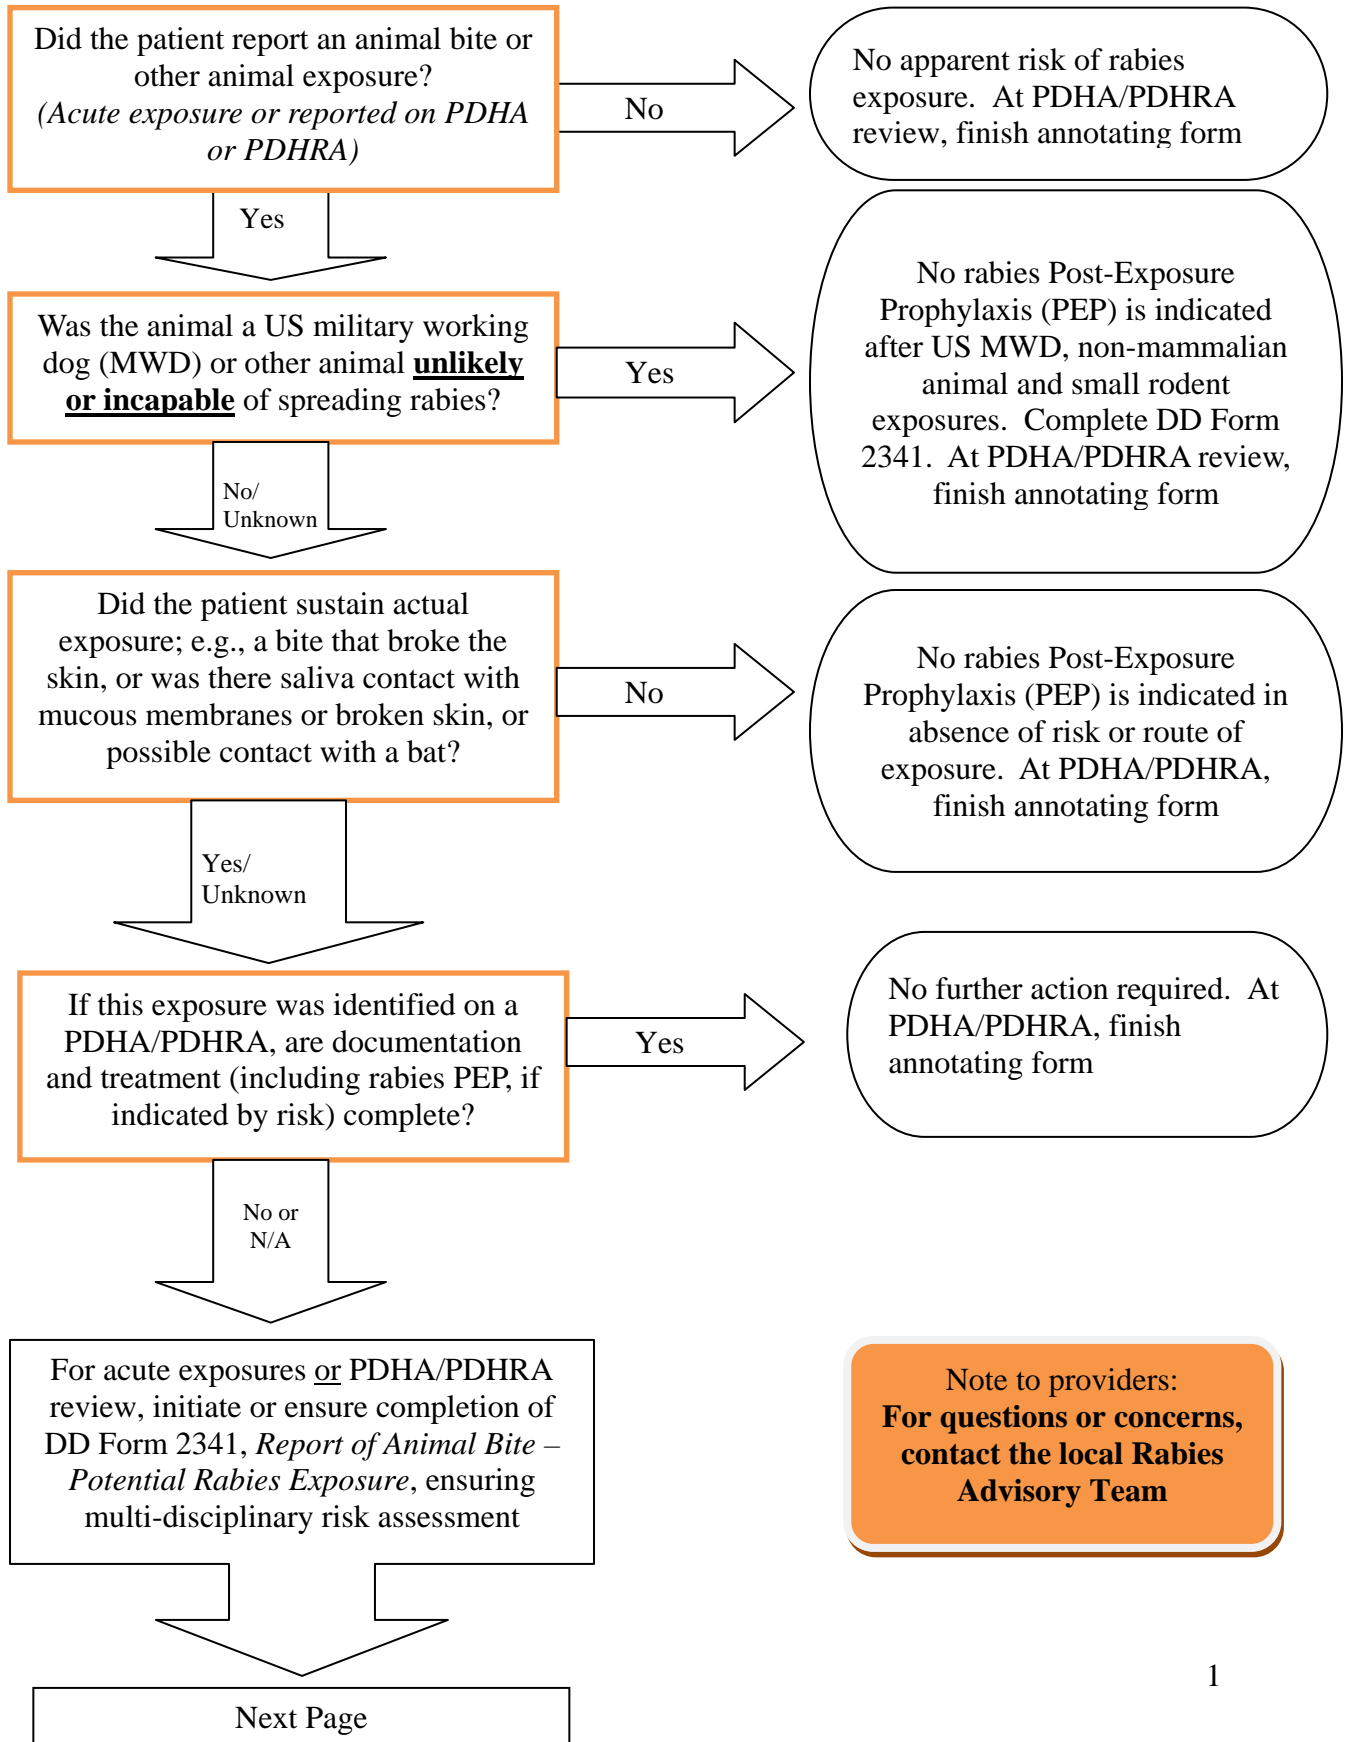 Did the patient report an animal bite or
other animal exposure?
(Acute exposure or reported on PDHA
or PDHRA)
No
No apparent risk of rabies
exposure.  At PDHA/PDHRA
review, finish annotating form
Yes
Was the animal a US military working
dog (MWD) or other animal unlikely
or incapable of spreading rabies?
Yes
No rabies Post-Exposure
Prophylaxis (PEP) is indicated
after US MWD, non-mammalian
animal and small rodent
exposures.  Complete DD Form
2341.  At PDHA/PDHRA review,
finish annotating form
No/
Unknown
Did the patient sustain actual
exposure; e.g., a bite that broke the
skin, or was there saliva contact with
mucous membranes or broken skin, or
possible contact with a bat?
No
No rabies Post-Exposure
Prophylaxis (PEP) is indicated in
absence of risk or route of
exposure.  At PDHA/PDHRA,
finish annotating form
Yes/
Unknown
If this exposure was identified on a
PDHA/PDHRA, are documentation
and treatment (including rabies PEP, if
indicated by risk) complete?
Yes
No further action required.  At
PDHA/PDHRA, finish
annotating form
No or
N/A
For acute exposures or PDHA/PDHRA
review, initiate or ensure completion of
DD Form 2341, Report of Animal Bite –
Potential Rabies Exposure, ensuring
multi-disciplinary risk assessment
Note to providers:
For questions or concerns,
contact the local Rabies
Advisory Team
1
Next Page